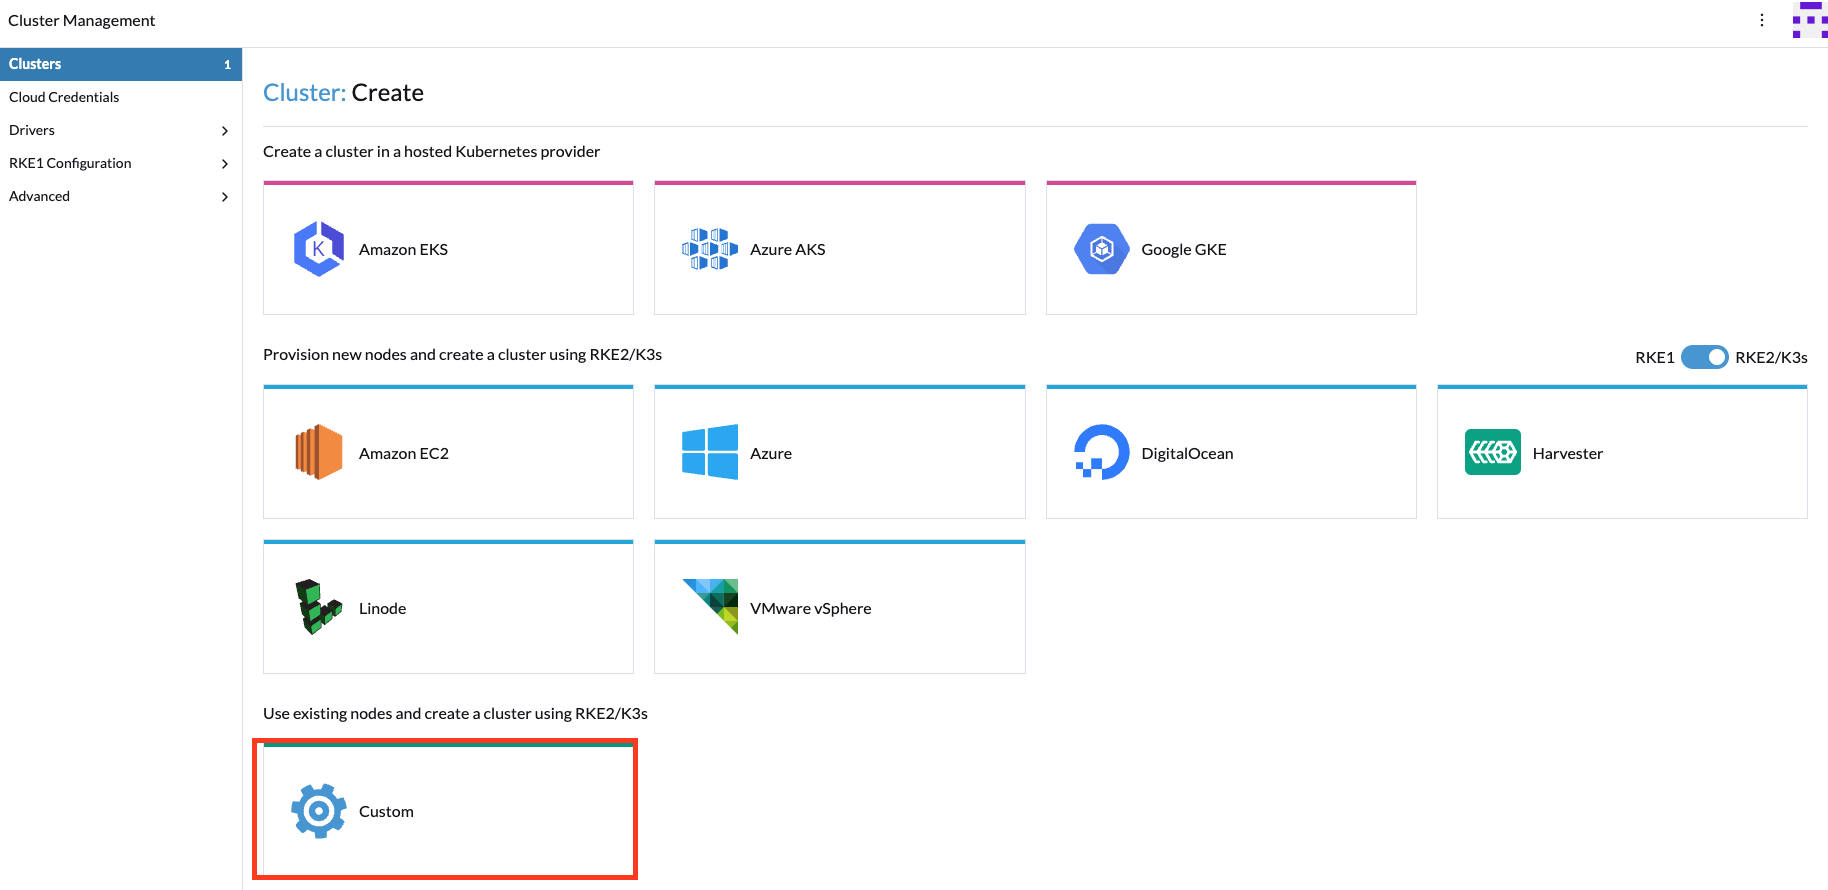 Cluster Management
Clusters 1
Cloud Credentials
Drivers
RKE1 Configuration
Advanced
Cluster: Create
Create a cluster in a hosted Kubernetes provider
K Amazon EKS
Azure AKS
Google GKE
Provision new nodes and create a cluster using RKE2/K3s
RKE1 RKE2/K3s
Amazon EC2
Azure
DigitalOcean
Harvester
Linode
VMware vSphere
Use existing nodes and create a cluster using RKE2/K3s
Custom